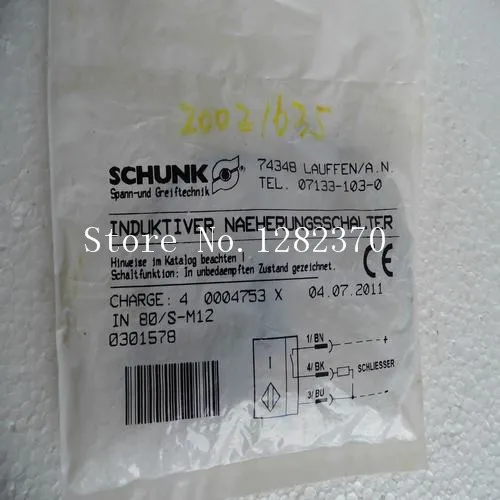 20021635
SCHUNK
Spann-und Greiftechnik
74348 LAUFFEN/A.N.
TEL. 07133-103-0
INDUKTIVER NAEHERUNGSSCHALTER
Store No.:1282370
Hinweise im Katalog beachten !
Schaltfunktion: In unbedaempften Zustand gezeichnet.
CE
CHARGE: 4 0004753 X 04.07.2011
IN 80/S-M12
0301578
I
1/BN +
4/BK SCHLIESSER
3/BU -